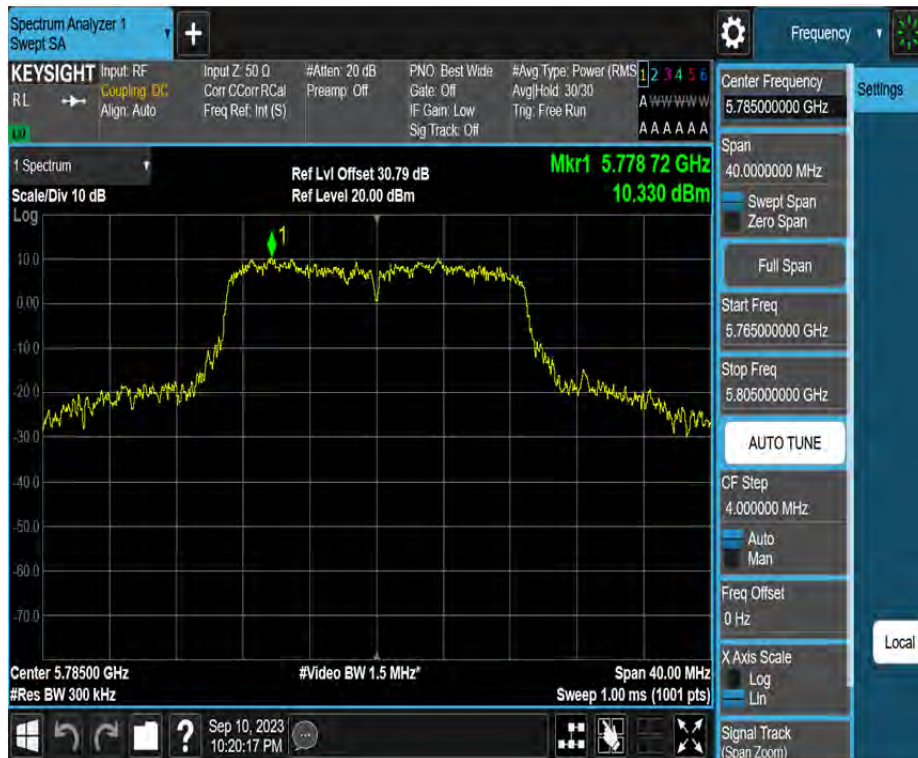 Spectrum Analyzer 1
Swept SA
+
Frequency
KEYSIGHT
RL
LXI
Input: RF
Coupling: DC
Align: Auto
Input Z: 50 Ω
Corr CCorr RCal
Freq Ref: Int (S)
#Atten: 20 dB
Preamp: Off
PNO: Best Wide
Gate: Off
IF Gain: Low
Sig Track: Off
#Avg Type: Power (RMS
Avg|Hold: 30/30
Trig: Free Run
1 2 3 4 5 6
A W W W W W
A A A A A A
Center Frequency
5.785000000 GHz
Settings
1 Spectrum
Scale/Div 10 dB
Log
Ref Lvl Offset 30.79 dB
Ref Level 20.00 dBm
Mkr1 5.778 72 GHz
10.330 dBm
1
10.0
0.00
-10.0
-20.0
-30.0
-50.0
-60.0
-70.0
Span
40.0000000 MHz
Swept Span
Zero Span
Full Span
Start Freq
5.765000000 GHz
Stop Freq
5.805000000 GHz
AUTO TUNE
CF Step
4.000000 MHz
Auto
Man
Freq Offset
0 Hz
X Axis Scale
Log
Lin
Local
Signal Track
(Span Zoom)
Center 5.78500 GHz
#Res BW 300 kHz
#Video BW 1.5 MHz*
Span 40.00 MHz
Sweep 1.00 ms (1001 pts)
?
Sep 10, 2023
10:20:17 PM